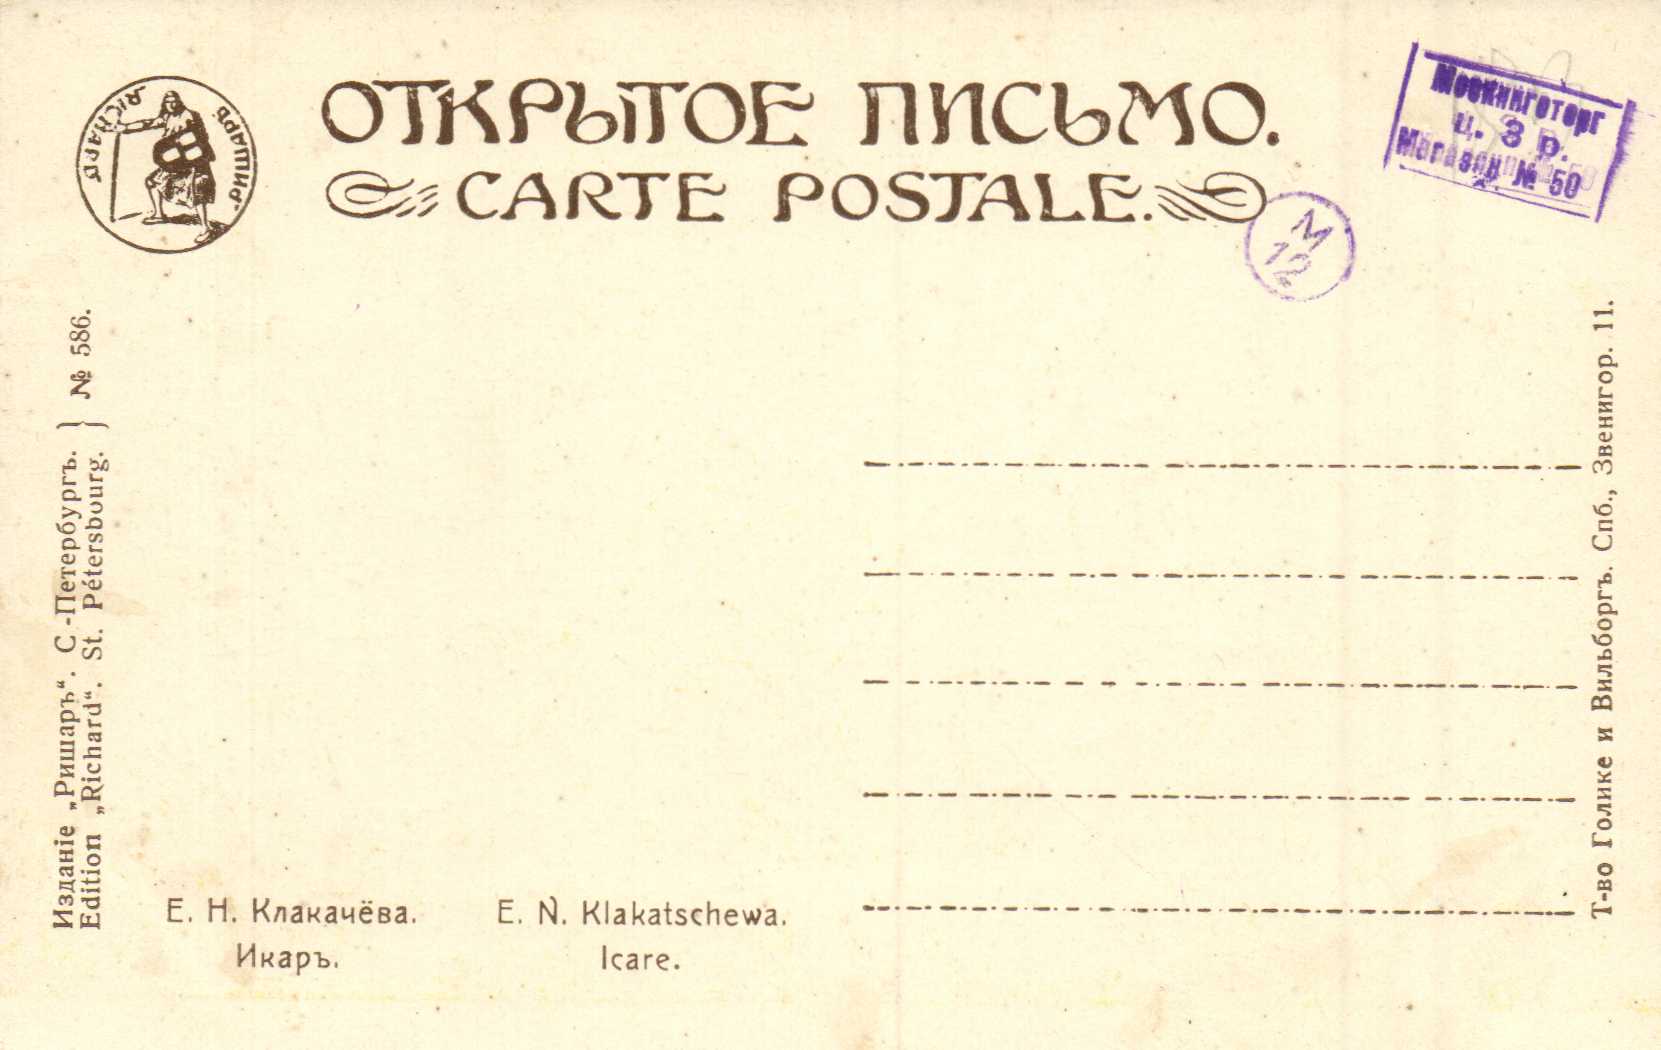 ОТКРЫТОЕ ПИСЬМО.
CARTE POSTALE.
RICHARD
РИШАРЪ
Москниготорг
ц. 3 р.
Магазин № 50
М
12
Изданіе „Ришаръ“. С-Петербургъ.
Edition „Richard“. St. Pétersbourg.
№ 586.
Е. Н. Клакачёва.
Икаръ.
E. N. Klakatschewa.
Icare.
Т-во Голике и Вильборгъ. Спб., Звенигор. 11.